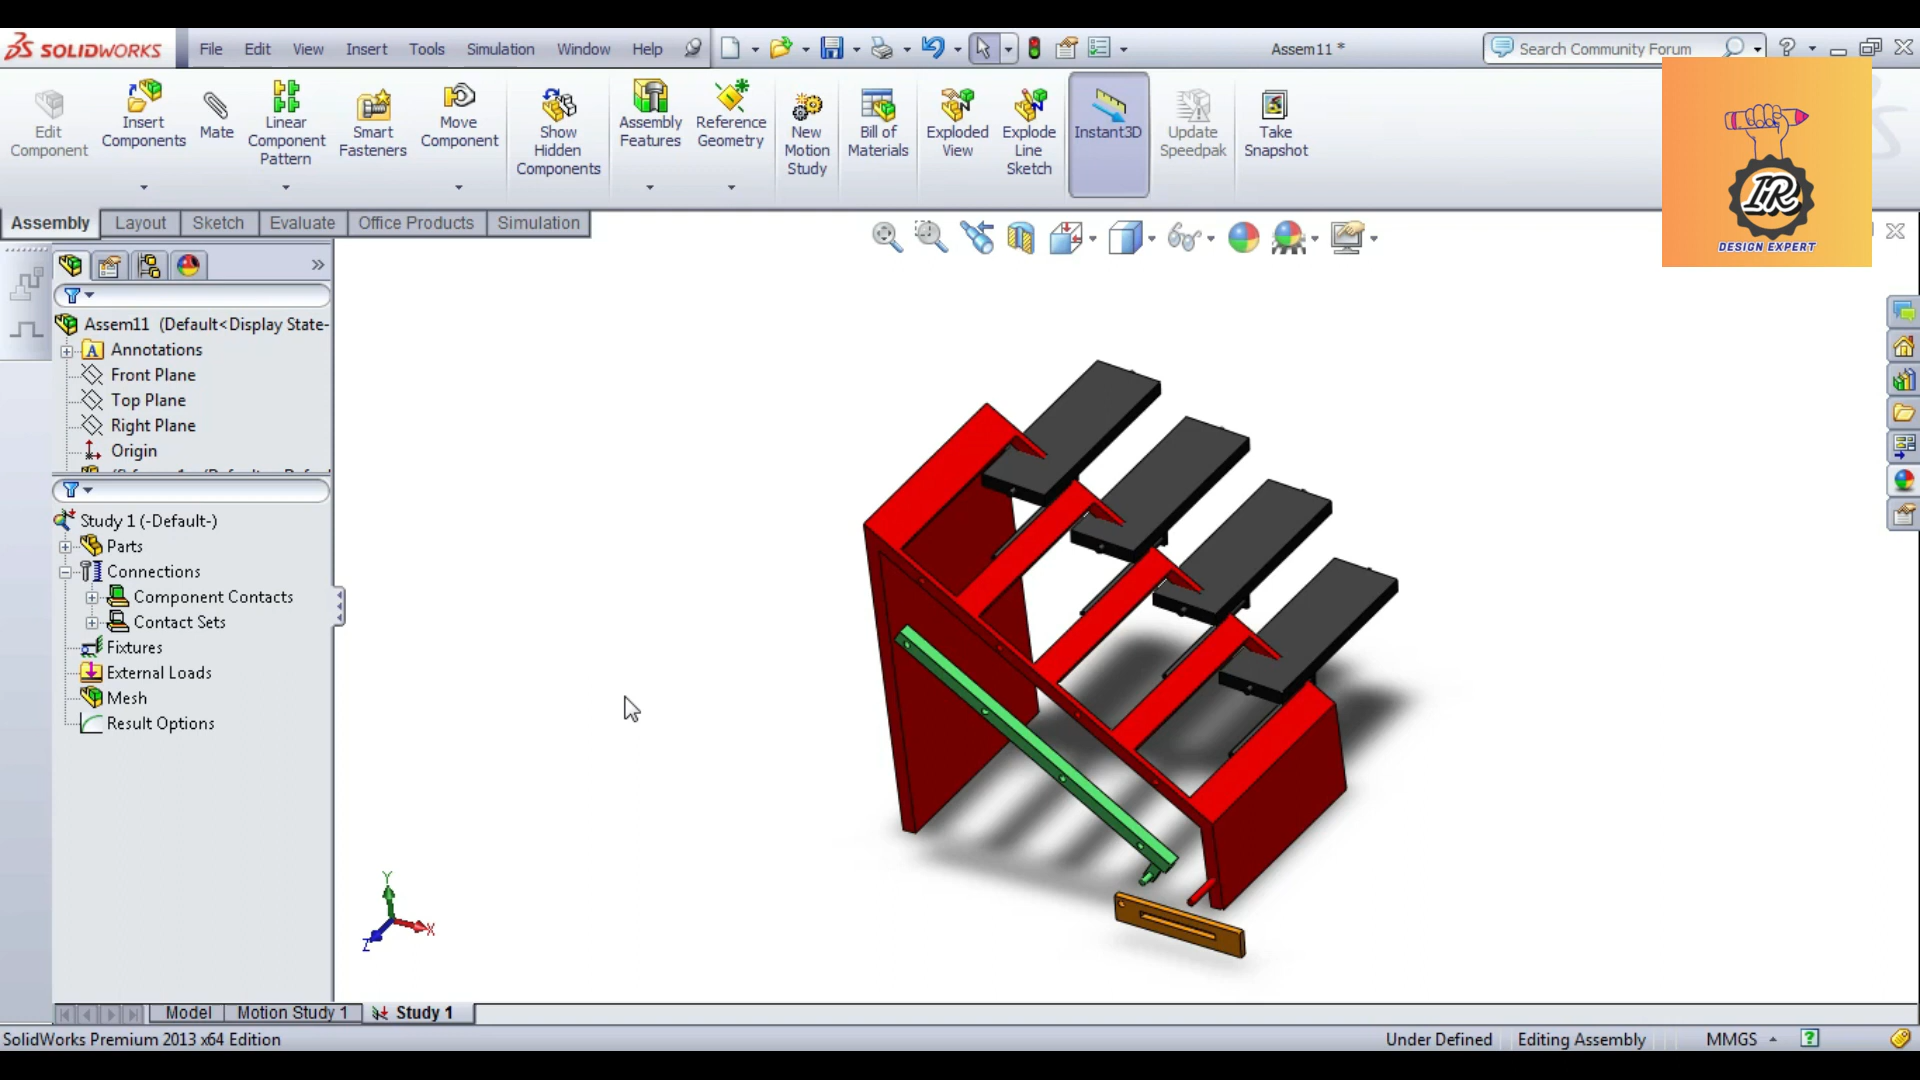 SOLIDWORKS File Edit View Insert Tools Simulation Window Help Assem11 * Search Community Forum
Edit Component
Insert Components
Mate
Linear Component Pattern
Smart Fasteners
Move Component
Show Hidden Components
Assembly Features
Reference Geometry
New Motion Study
Bill of Materials
Exploded View
Explode Line Sketch
Instant3D
Update Speedpak
Take Snapshot
IR
DESIGN EXPERT
Assembly Layout Sketch Evaluate Office Products Simulation
Assem11 (Default<Display State-
Annotations
Front Plane
Top Plane
Right Plane
Origin
Study 1 (-Default-)
Parts
Connections
Component Contacts
Contact Sets
Fixtures
External Loads
Mesh
Result Options
Y
X
Z
Model Motion Study 1 Study 1
SolidWorks Premium 2013 x64 Edition Under Defined Editing Assembly MMGS